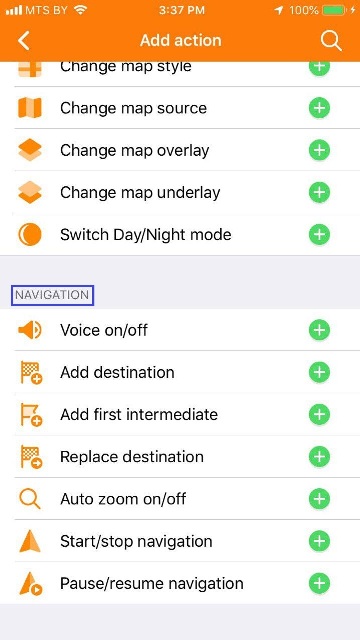 MTS BY 3:37 PM 100%
Add action
Change map style
Change map source
Change map overlay
Change map underlay
Switch Day/Night mode
NAVIGATION
Voice on/off
Add destination
Add first intermediate
Replace destination
Auto zoom on/off
Start/stop navigation
Pause/resume navigation